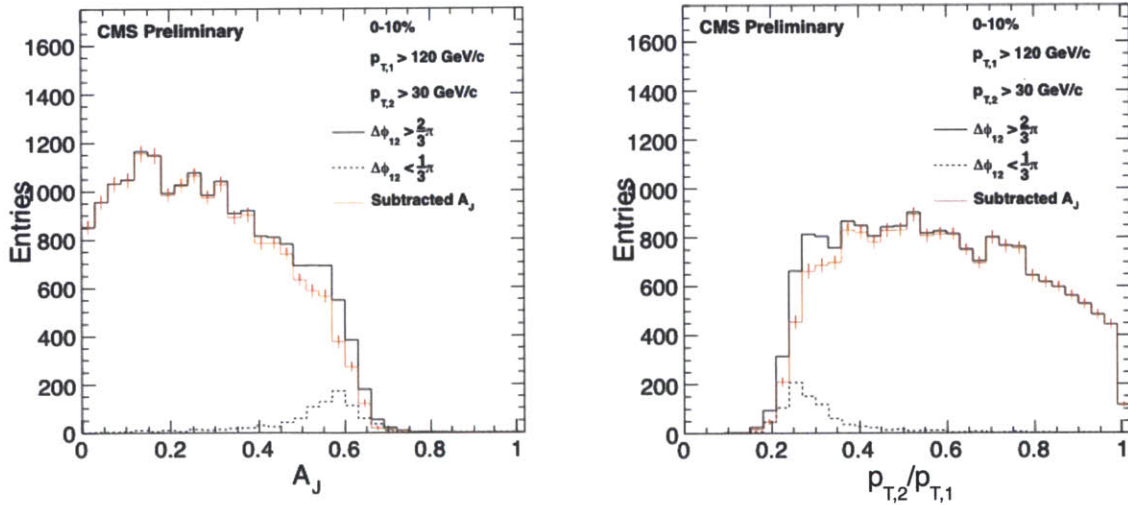 CMS Preliminary
0-10%
p_T,1 > 120 GeV/c
p_T,2 > 30 GeV/c
Δϕ_12 > 2/3 π
Δϕ_12 < 1/3 π
Subtracted A_J
Entries
1600
1400
1200
1000
800
600
400
200
0
0 0.2 0.4 0.6 0.8 1
A_J
CMS Preliminary
0-10%
p_T,1 > 120 GeV/c
p_T,2 > 30 GeV/c
Δϕ_12 > 2/3 π
Δϕ_12 < 1/3 π
Subtracted A_J
Entries
1600
1400
1200
1000
800
600
400
200
0
0 0.2 0.4 0.6 0.8 1
p_T,2/p_T,1